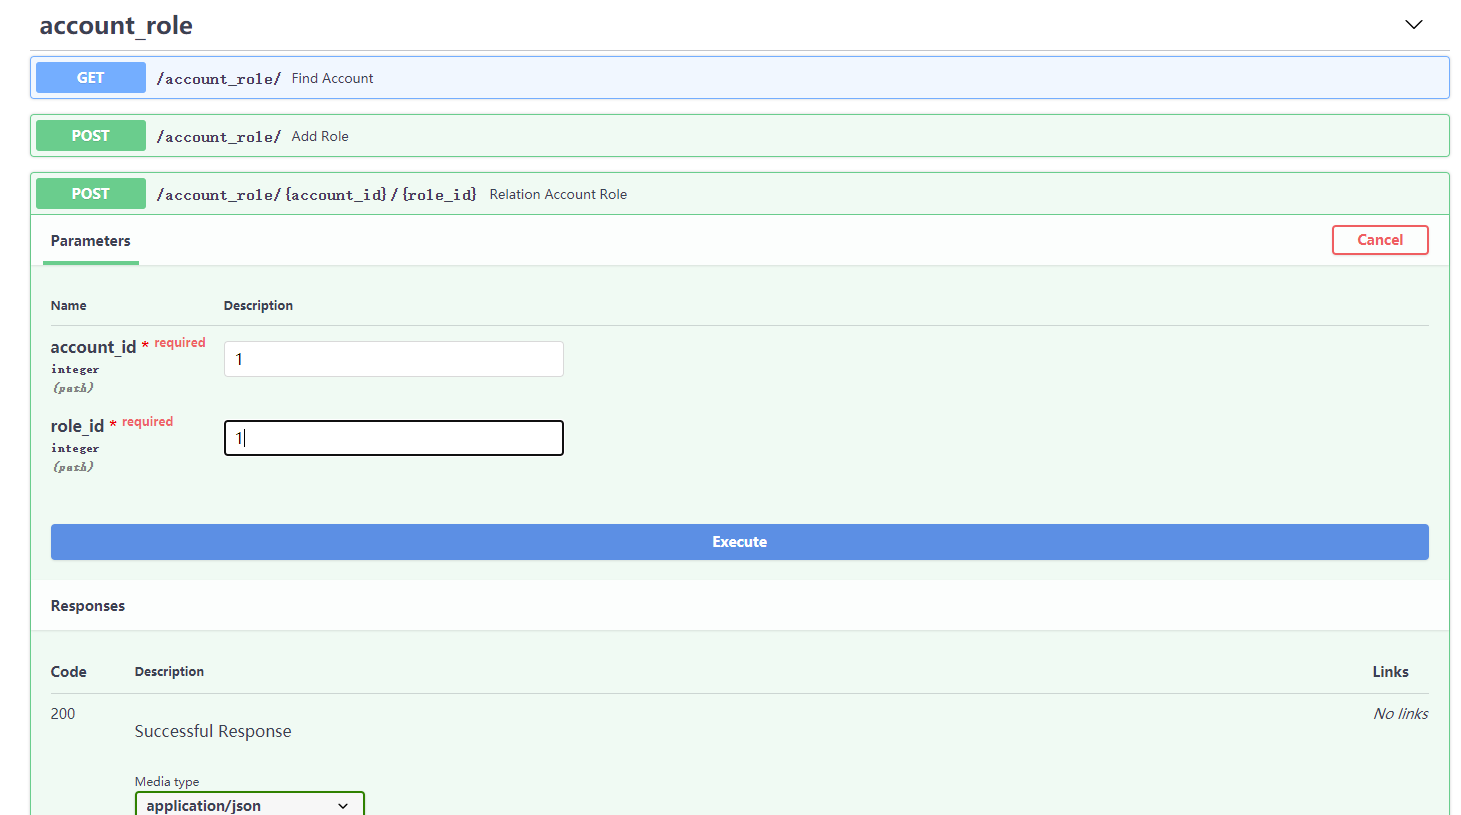 account_role
GET /account_role/ Find Account
POST /account_role/ Add Role
POST /account_role/{account_id}/{role_id} Relation Account Role
Parameters Cancel
Name Description
account_id * required
integer
(path)
1
role_id * required
integer
(path)
1
Execute
Responses
Code Description Links
200 No links
Successful Response
Media type
application/json